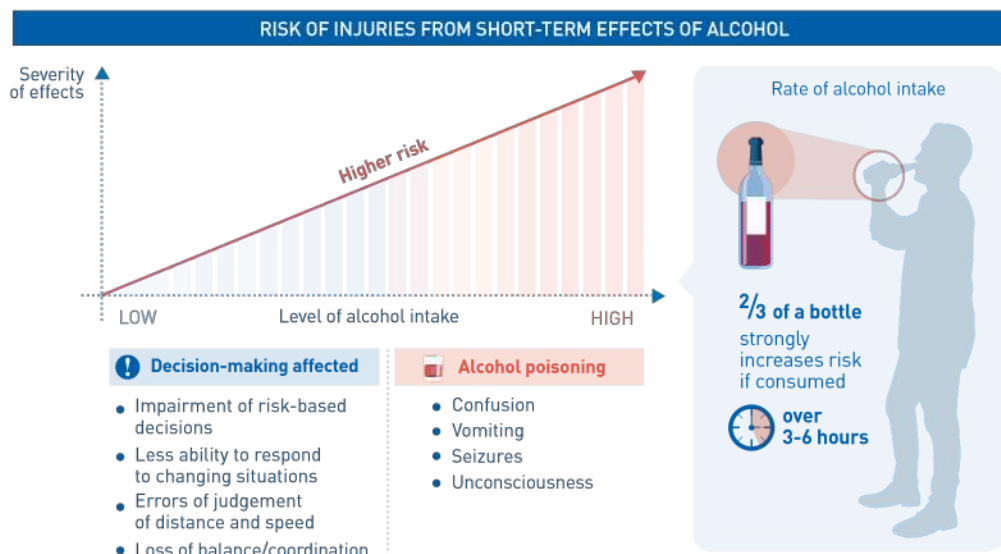 RISK OF INJURIES FROM SHORT-TERM EFFECTS OF ALCOHOL
Severity
of effects
Higher risk
LOW
Level of alcohol intake
HIGH
Decision-making affected
Impairment of risk-based
decisions
Less ability to respond
to changing situations
Errors of judgement
of distance and speed
Loss of balance/coordination
Alcohol poisoning
Confusion
Vomiting
Seizures
Unconsciousness
Rate of alcohol intake
2/3 of a bottle
strongly
increases risk
if consumed
over
3-6 hours